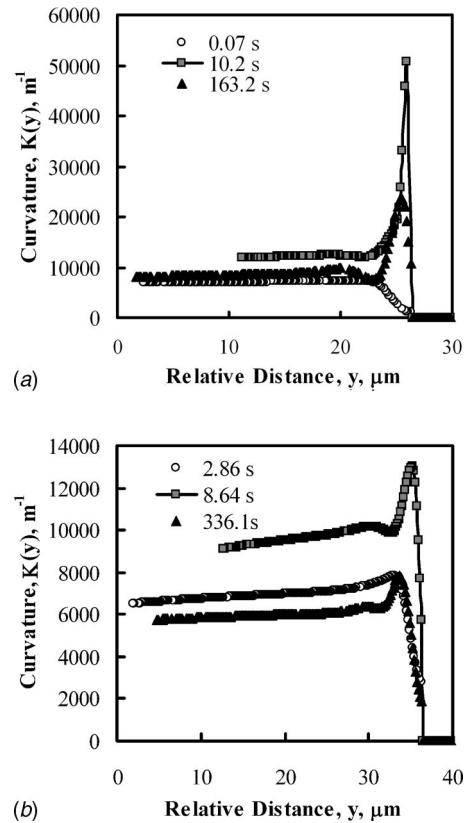 60000
50000
40000
30000
20000
10000
0
Curvature, K(y), m-1
0.07 s
10.2 s
163.2 s
0 10 20 30
Relative Distance, y, μm
(a)
14000
12000
10000
8000
6000
4000
2000
0
Curvature, K(y), m-1
2.86 s
8.64 s
336.1s
0 10 20 30 40
Relative Distance, y, μm
(b)